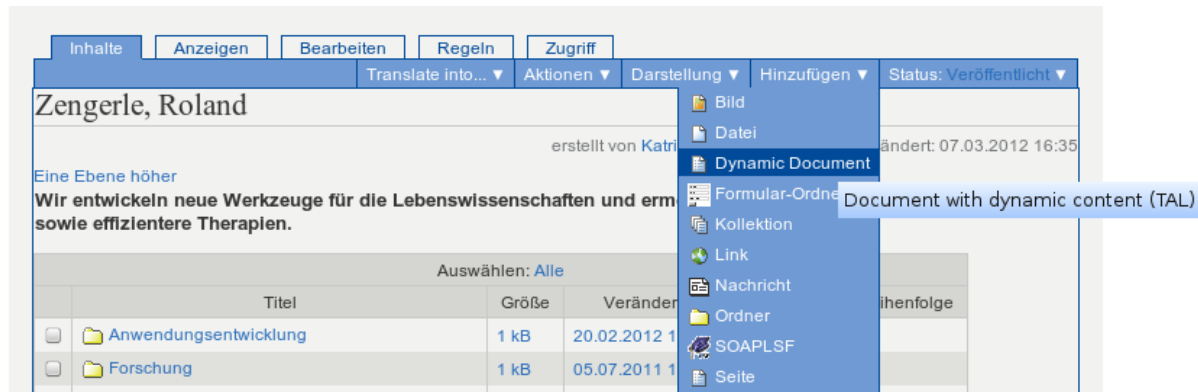 Inhalte Anzeigen Bearbeiten Regeln Zugriff
Translate into... ▼ Aktionen ▼ Darstellung ▼ Hinzufügen ▼ Status: Veröffentlicht ▼
Zengerle, Roland
Bild
Datei
erstellt von Katri ändert: 07.03.2012 16:35
Dynamic Document
Eine Ebene höher
Formular-Ordne
Document with dynamic content (TAL)
Wir entwickeln neue Werkzeuge für die Lebenswissenschaften und erm
sowie effizientere Therapien.
Kollektion
Link
Auswählen: Alle
Nachricht
Titel Größe Veränder ihenfolge
Ordner
Anwendungsentwicklung 1 kB 20.02.2012 1
SOAPLSF
Forschung 1 kB 05.07.2011 1
Seite